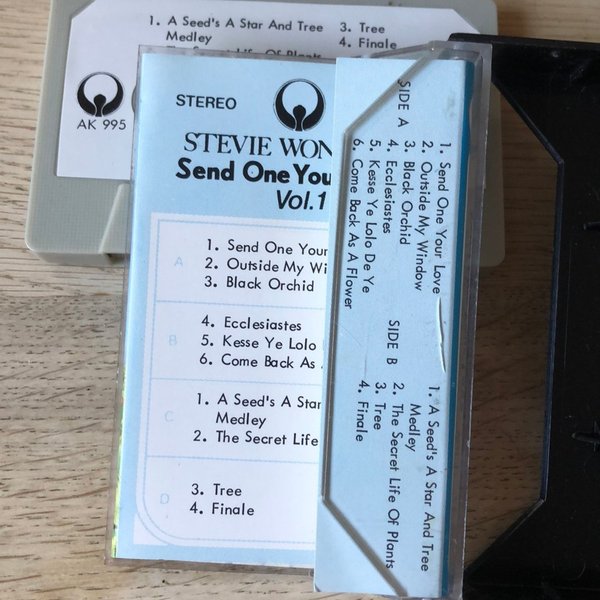 1. A Seed's A Star And Tree
Medley
3. Tree
4. Finale
AK 995
STEREO
STEVIE WON
Send One You
Vol.1
A
1. Send One Your
2. Outside My Wi
3. Black Orchid
B
4. Ecclesiastes
5. Kesse Ye Lolo
6. Come Back As
C
1. A Seed's A Star
Medley
2. The Secret Life
D
3. Tree
4. Finale
SIDE A
1. Send One Your Love
2. Outside My Window
3. Black Orchid
4. Ecclesiastes
5. Kesse Ye Lolo De Ye
6. Come Back As A Flower
SIDE B
1. A Seed's A Star And Tree
Medley
2. The Secret Life Of Plants
3. Tree
4. Finale